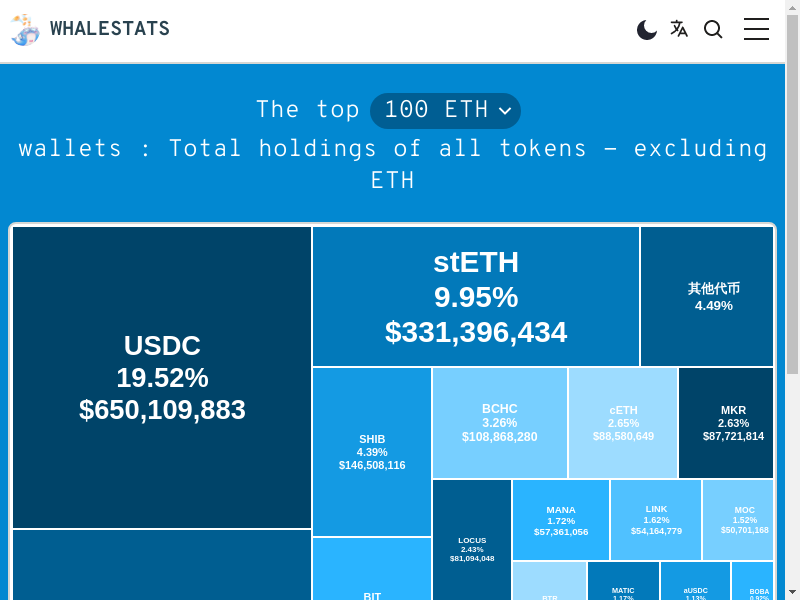 WHALESTATS
The top 100 ETH
wallets : Total holdings of all tokens – excluding
ETH
USDC
19.52%
$650,109,883
stETH
9.95%
$331,396,434
其他代币
4.49%
SHIB
4.39%
$146,508,116
BCHC
3.26%
$108,868,280
cETH
2.65%
$88,580,649
MKR
2.63%
$87,721,814
LOCUS
2.43%
$81,094,048
MANA
1.72%
$57,361,056
LINK
1.62%
$54,164,779
MOC
1.52%
$50,701,168
BIT
MATIC
1.17%
aUSDC
1.13%
BOBA
0.92%